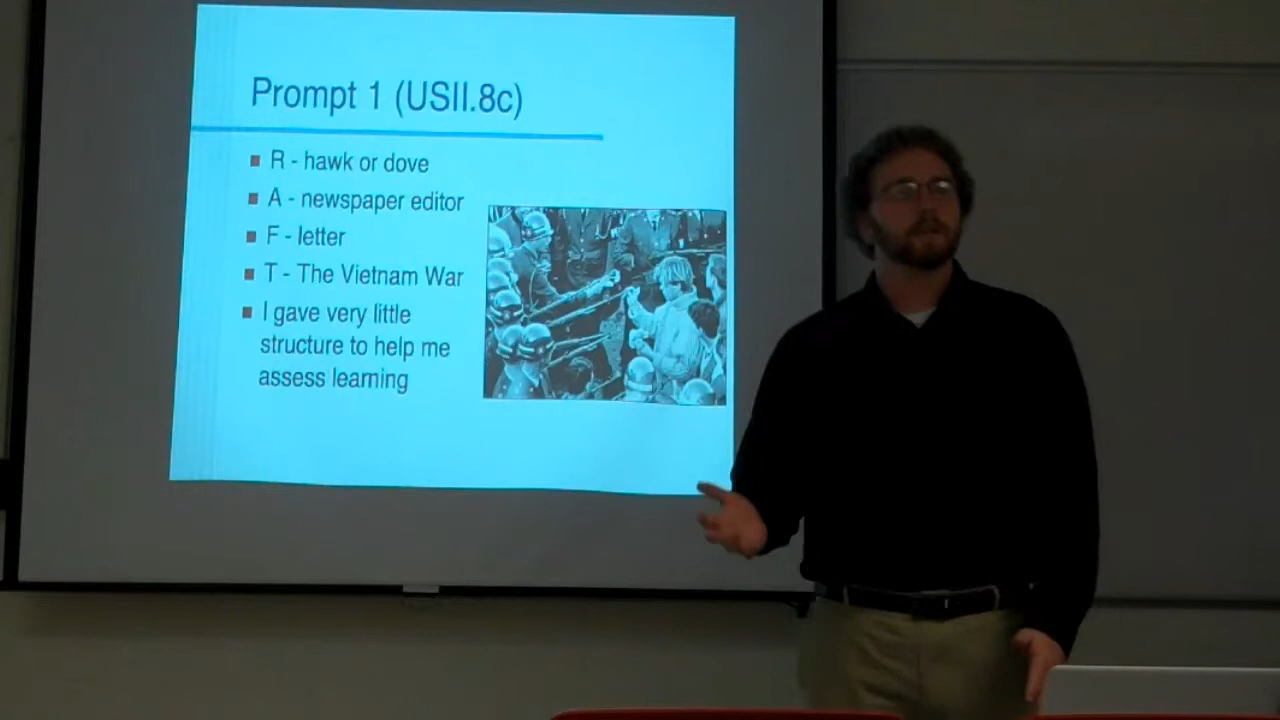 Prompt 1 (USII.8c)
R - hawk or dove
A - newspaper editor
F - letter
T - The Vietnam War
I gave very little
structure to help me
assess learning